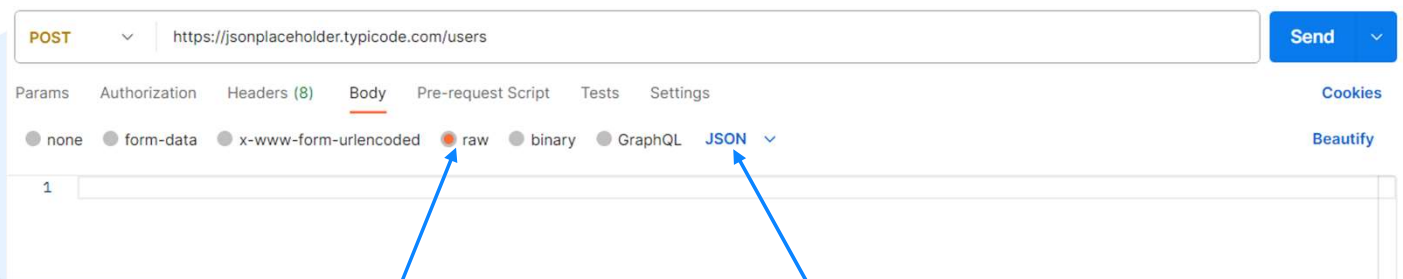 POST https://jsonplaceholder.typicode.com/users Send
Params Authorization Headers (8) Body Pre-request Script Tests Settings Cookies
none form-data x-www-form-urlencoded raw binary GraphQL JSON Beautify
1